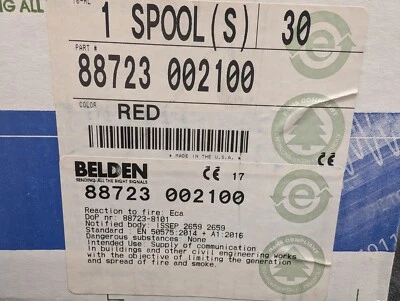 NG ALL
1 SPOOL(S) 30
PART #
88723 002100
COLOR
RED
* MADE IN THE U.S.A. *
CE
BELDEN
SENDING ALL THE RIGHT SIGNALS
CE 17
88723 002100
Reaction to fire: Eca
DoP nr: 88723-8101
Notified body: ISSEP 2659 2659
Standard : EN 50575:2014 + A1:2016
Dangerous substances None
Intended Use: Supply of communication
in buildings and other civil engineering works
with the objective of limiting the generation
and spread of fire and smoke.